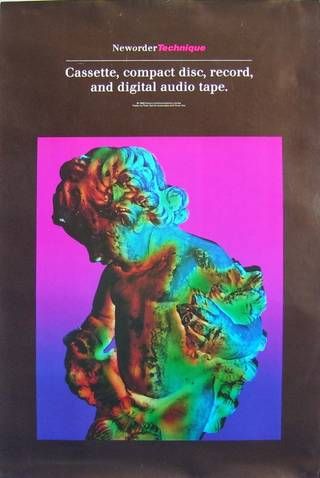 NeworderTechnique
Cassette, compact disc, record,
and digital audio tape.